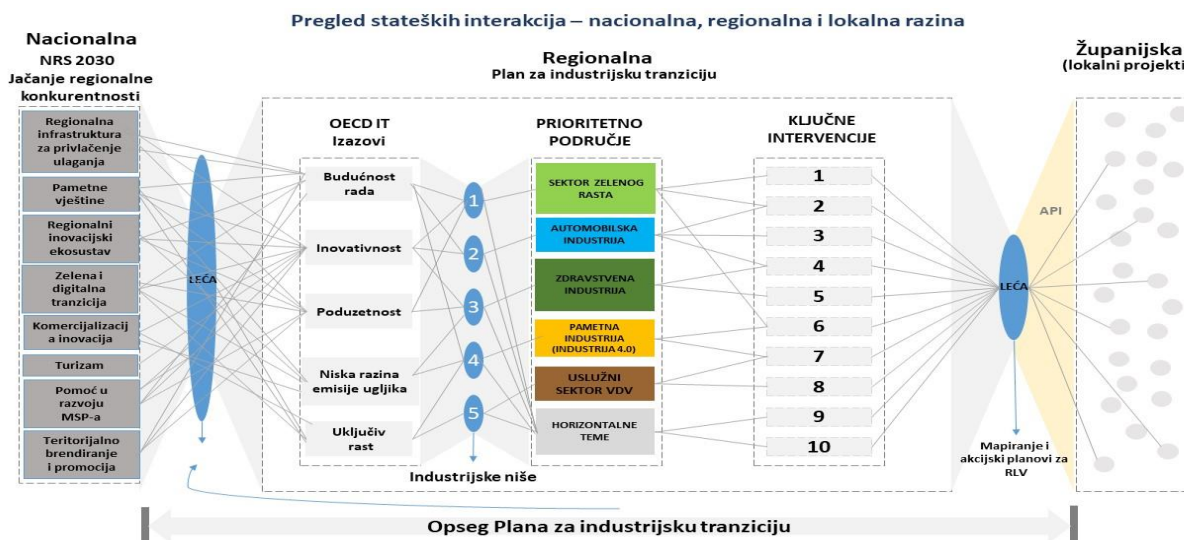 Pregled stateških interakcija – nacionalna, regionalna i lokalna razina
Nacionalna
NRS 2030
Jačanje regionalne
konkurentnosti
Regionalna
infrastruktura
za privlačenje
ulaganja
Pametne
vještine
Regionalni
inovacijski
ekosustav
Zelena i
digitalna
tranzicija
Komercijalizacij
a inovacija
Turizam
Pomoć u
razvoju
MSP-a
Teritorijalno
brendiranje
i promocija
LEĆA
Regionalna
Plan za industrijsku tranziciju
OECD IT
Izazovi
Budućnost
rada
Inovativnost
Poduzetnost
Niska razina
emisije ugljika
Uključiv
rast
1
2
3
4
5
Industrijske niše
PRIORITETNO
PODRUČJE
SEKTOR ZELENOG
RASTA
AUTOMOBILSKA
INDUSTRIJA
ZDRAVSTVENA
INDUSTRIJA
PAMETNA
INDUSTRIJA
(INDUSTRIJA 4.0)
USLUŽNI
SEKTOR VDV
HORIZONTALNE
TEME
KLJUČNE
INTERVENCIJE
1
2
3
4
5
6
7
8
9
10
LEĆA
Mapiranje i
akcijski planovi za
RLV
API
Županijska
(lokalni projekti
Opseg Plana za industrijsku tranziciju